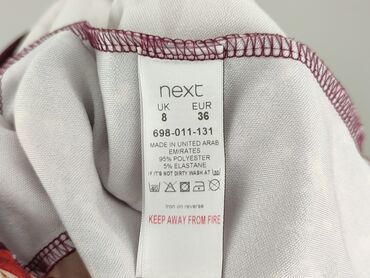 next
UK EUR
8 36
698-011-131
MADE IN UNITED ARAB
EMIRATES
95% POLYESTER
5% ELASTANE
IF IT'S NOT DIRTY WASH AT 30
Iron on reverse
KEEP AWAY FROM FIRE